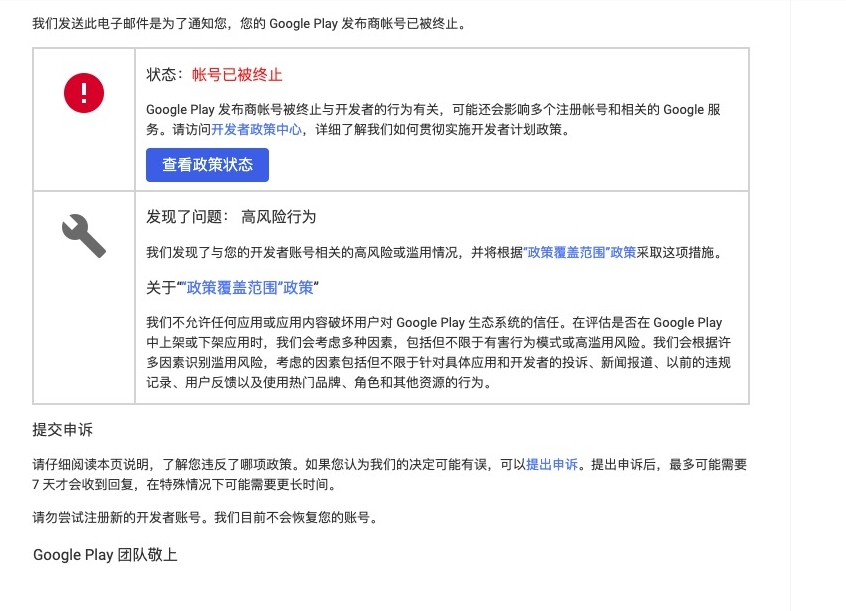 我们发送此电子邮件是为了通知您，您的 Google Play 发布商帐号已被终止。
状态：帐号已被终止
Google Play 发布商帐号被终止与开发者的行为有关，可能还会影响多个注册帐号和相关的 Google 服
务。请访问开发者政策中心，详细了解我们如何贯彻实施开发者计划政策。
查看政策状态
发现了问题： 高风险行为
我们发现了与您的开发者账号相关的高风险或滥用情况，并将根据“政策覆盖范围”政策采取这项措施。
关于““政策覆盖范围”政策”
我们不允许任何应用或应用内容破坏用户对 Google Play 生态系统的信任。在评估是否在 Google Play
中上架或下架应用时，我们会考虑多种因素，包括但不限于有害行为模式或高滥用风险。我们会根据许
多因素识别滥用风险，考虑的因素包括但不限于针对具体应用和开发者的投诉、新闻报道、以前的违规
记录、用户反馈以及使用热门品牌、角色和其他资源的行为。
提交申诉
请仔细阅读本页说明，了解您违反了哪项政策。如果您认为我们的决定可能有误，可以提出申诉。提出申诉后，最多可能需要
7 天才会收到回复，在特殊情况下可能需要更长时间。
请勿尝试注册新的开发者账号。我们目前不会恢复您的账号。
Google Play 团队敬上